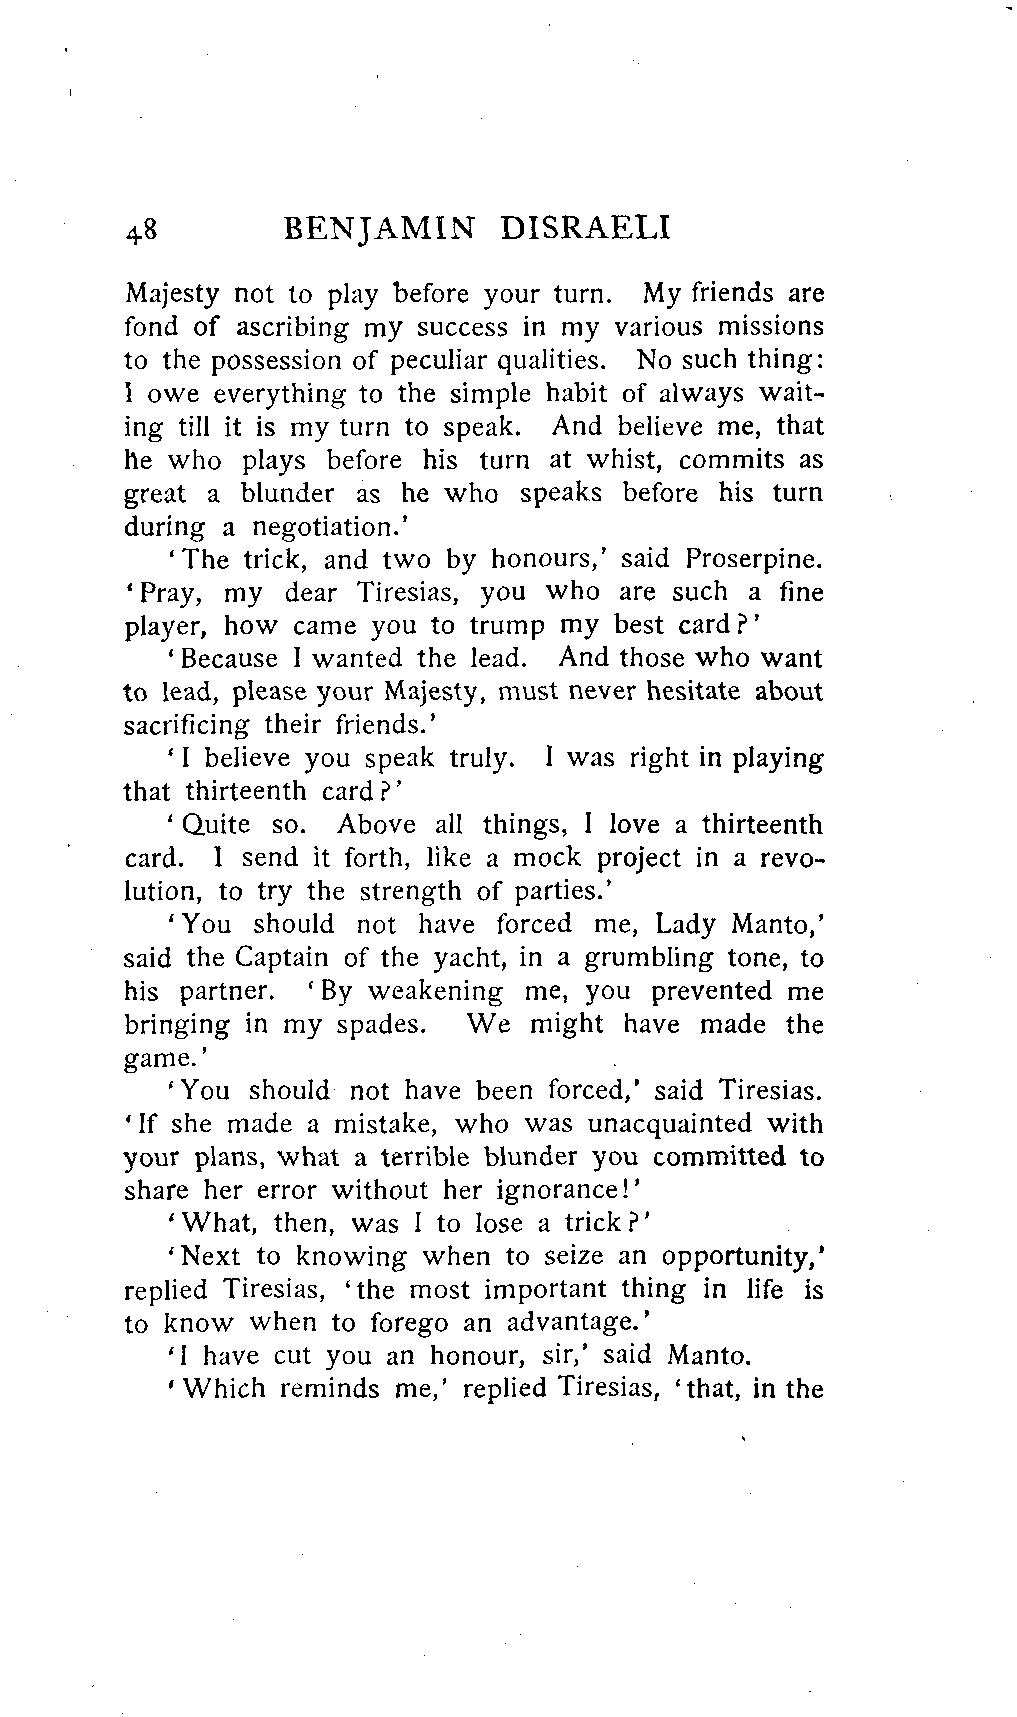 48 BENJAMIN DISRAELI
Majesty not to play before your turn. My friends are
fond of ascribing my success in my various missions
to the possession of peculiar qualities. No such thing:
I owe everything to the simple habit of always wait-
ing till it is my turn to speak. And believe me, that
he who plays before his turn at whist, commits as
great a blunder as he who speaks before his turn
during a negotiation.'
'The trick, and two by honours,' said Proserpine.
'Pray, my dear Tiresias, you who are such a fine
player, how came you to trump my best card?'
'Because I wanted the lead. And those who want
to lead, please your Majesty, must never hesitate about
sacrificing their friends.'
'I believe you speak truly. I was right in playing
that thirteenth card?'
'Quite so. Above all things, I love a thirteenth
card. I send it forth, like a mock project in a revo-
lution, to try the strength of parties.'
'You should not have forced me, Lady Manto,'
said the Captain of the yacht, in a grumbling tone, to
his partner. 'By weakening me, you prevented me
bringing in my spades. We might have made the
game.'
'You should not have been forced,' said Tiresias.
'If she made a mistake, who was unacquainted with
your plans, what a terrible blunder you committed to
share her error without her ignorance!'
'What, then, was I to lose a trick?'
'Next to knowing when to seize an opportunity,'
replied Tiresias, 'the most important thing in life is
to know when to forego an advantage.'
'I have cut you an honour, sir,' said Manto.
'Which reminds me,' replied Tiresias, 'that, in the